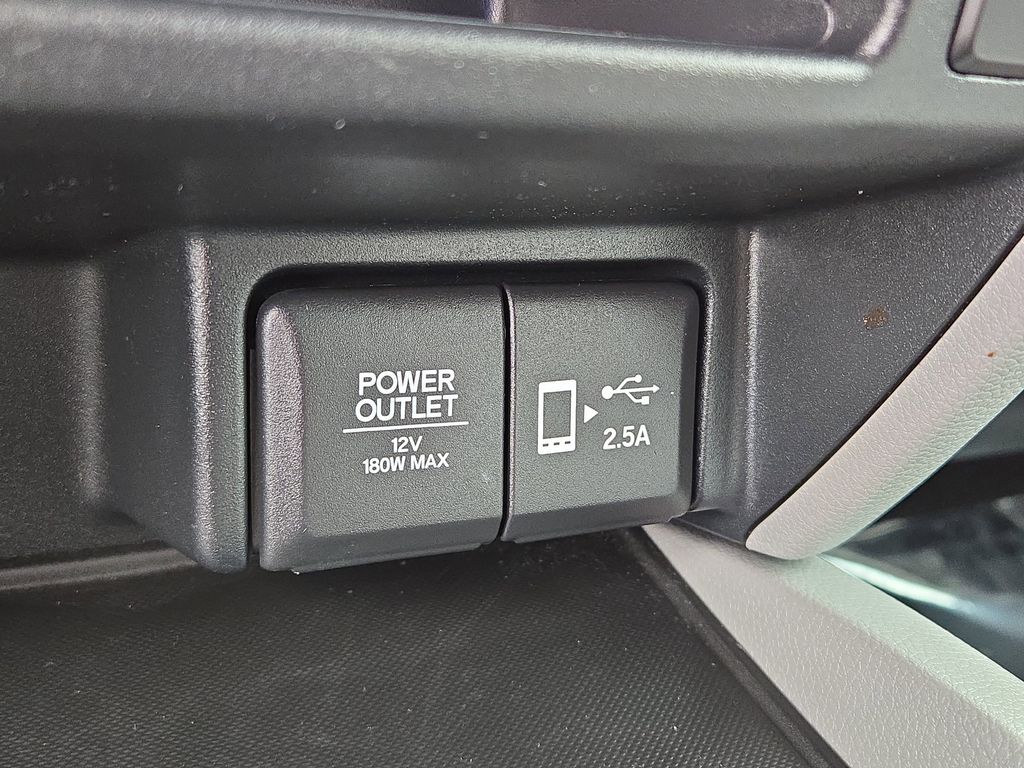 POWER
OUTLET
12V
180W MAX
2.5A